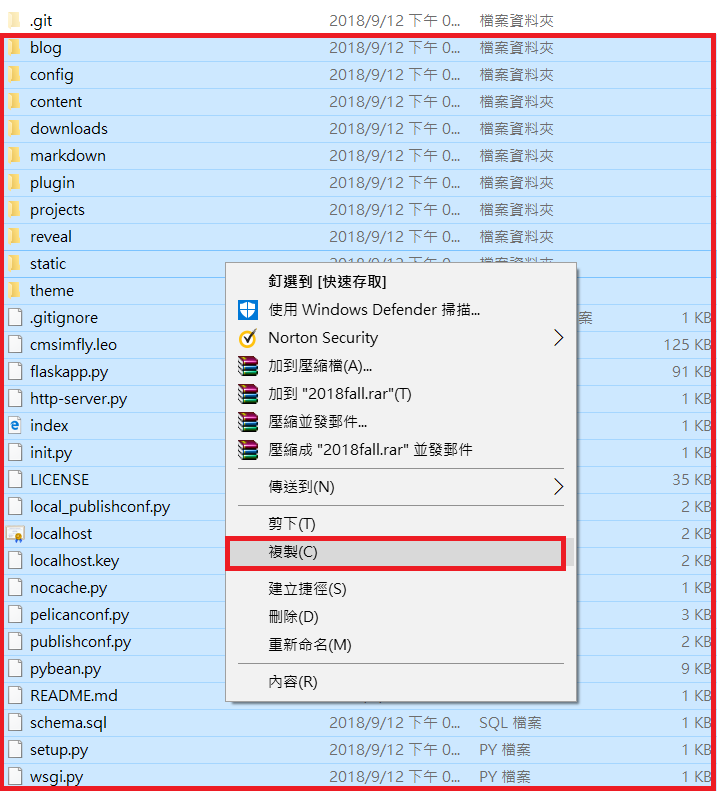 .git 2018/9/12 下午 0... 檔案資料夾
blog 2018/9/12 下午 0... 檔案資料夾
config 2018/9/12 下午 0... 檔案資料夾
content 2018/9/12 下午 0... 檔案資料夾
downloads 2018/9/12 下午 0... 檔案資料夾
markdown 2018/9/12 下午 0... 檔案資料夾
plugin 2018/9/12 下午 0... 檔案資料夾
projects 2018/9/12 下午 0... 檔案資料夾
reveal 2018/9/12 下午 0... 檔案資料夾
static
theme
.gitignore 案 1 KB
cmsimfly.leo 125 KB
flaskapp.py 91 KB
http-server.py 1 KB
index 1 KB
init.py 1 KB
LICENSE 35 KB
local_publishconf.py 2 KB
localhost 2 KB
localhost.key 2 KB
nocache.py 1 KB
pelicanconf.py 3 KB
publishconf.py 2 KB
pybean.py 9 KB
README.md 1 KB
schema.sql 2018/9/12 下午 0... SQL 檔案 1 KB
setup.py 2018/9/12 下午 0... PY 檔案 1 KB
wsgi.py 2018/9/12 下午 0... PY 檔案 1 KB
釘選到 [快速存取]
使用 Windows Defender 掃描...
Norton Security
加到壓縮檔(A)...
加到 "2018fall.rar"(T)
壓縮並發郵件...
壓縮成 "2018fall.rar" 並發郵件
傳送到(N)
剪下(T)
複製(C)
建立捷徑(S)
刪除(D)
重新命名(M)
內容(R)